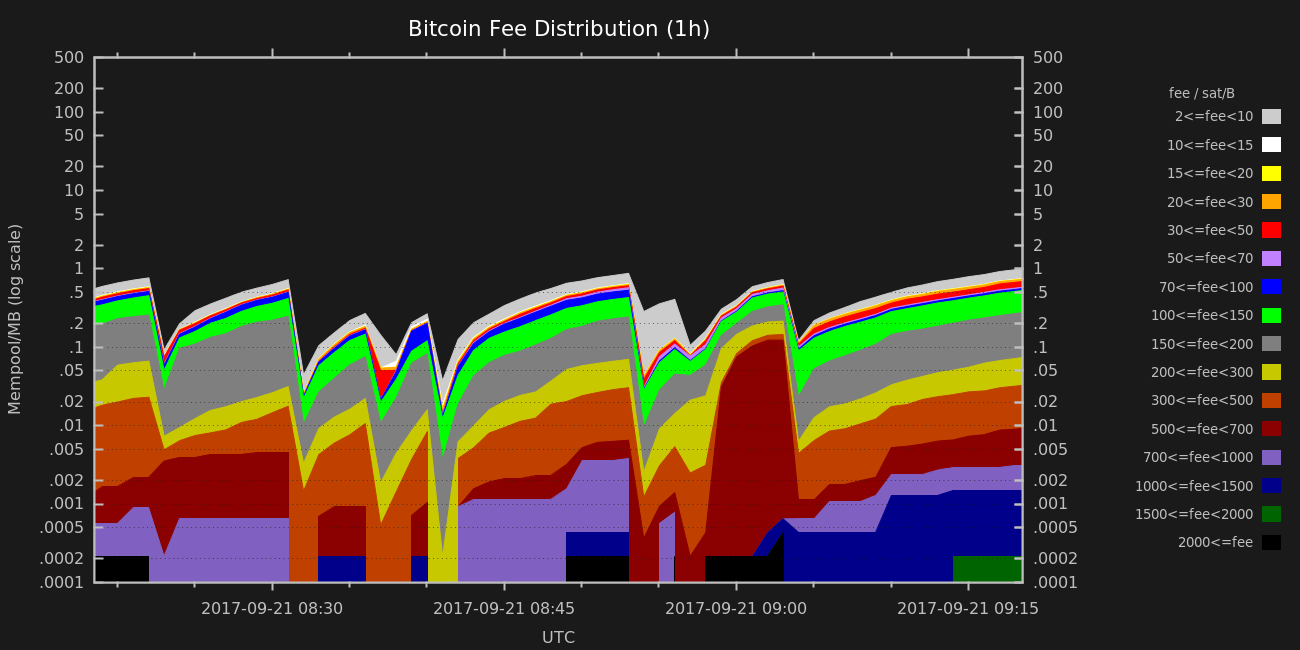 Bitcoin Fee Distribution (1h)
500 500
200 200
100 100
50 50
20 20
10 10
5 5
2 2
1 1
.5 .5
.2 .2
.1 .1
.05 .05
.02 .02
.01 .01
.005 .005
.002 .002
.001 .001
.0005 .0005
.0002 .0002
.0001 .0001
Mempool/MB (log scale)
2017-09-21 08:30 2017-09-21 08:45 2017-09-21 09:00 2017-09-21 09:15
UTC
fee / sat/B
2<=fee<10
10<=fee<15
15<=fee<20
20<=fee<30
30<=fee<50
50<=fee<70
70<=fee<100
100<=fee<150
150<=fee<200
200<=fee<300
300<=fee<500
500<=fee<700
700<=fee<1000
1000<=fee<1500
1500<=fee<2000
2000<=fee